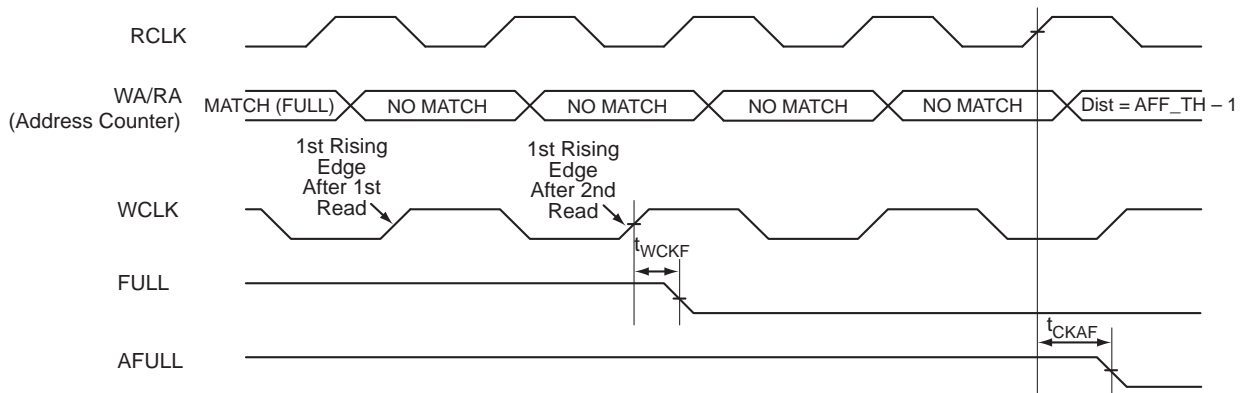 RCLK
WA/RA
(Address Counter)
MATCH (FULL)
NO MATCH
NO MATCH
NO MATCH
NO MATCH
Dist = AFF_TH – 1
1st Rising
Edge
After 1st
Read
1st Rising
Edge
After 2nd
Read
WCLK
tWCKF
FULL
tCKAF
AFULL